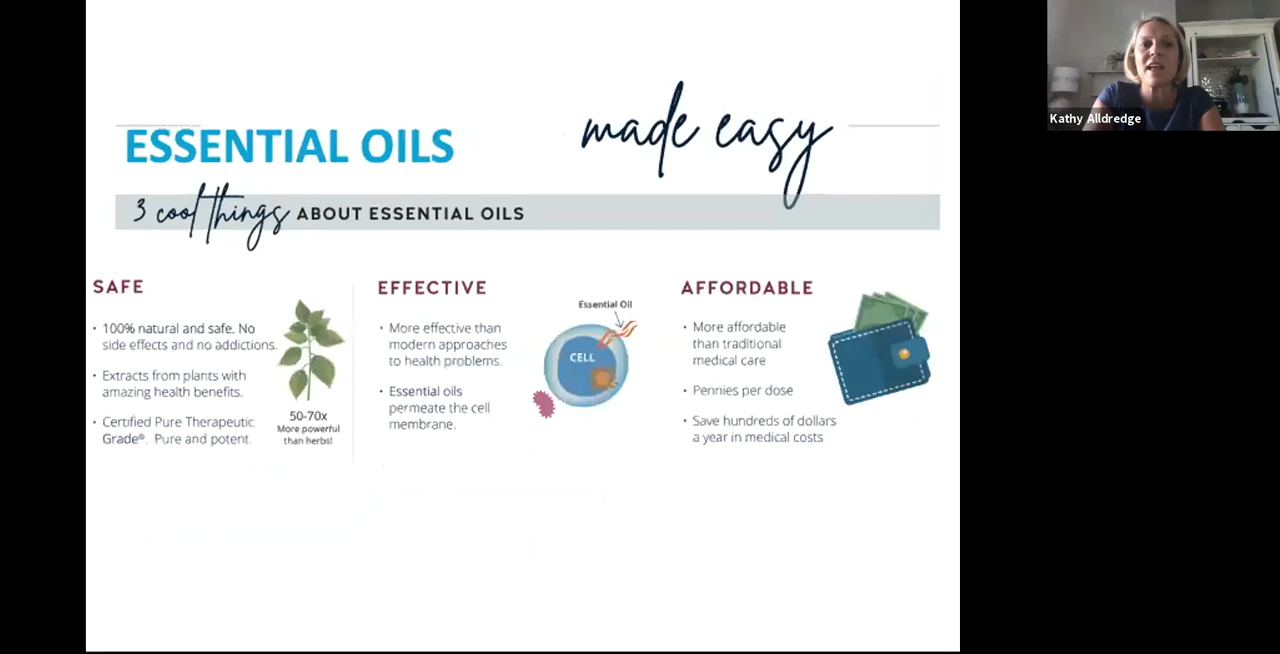 ESSENTIAL OILS made easy
3 cool things ABOUT ESSENTIAL OILS
SAFE
• 100% natural and safe. No
side effects and no addictions.
• Extracts from plants with
amazing health benefits.
• Certified Pure Therapeutic
Grade®. Pure and potent.
50-70x
More powerful
than herbs!
EFFECTIVE
• More effective than
modern approaches
to health problems.
• Essential oils
permeate the cell
membrane.
Essential Oil
CELL
AFFORDABLE
• More affordable
than traditional
medical care
• Pennies per dose
• Save hundreds of dollars
a year in medical costs
Kathy Alldredge